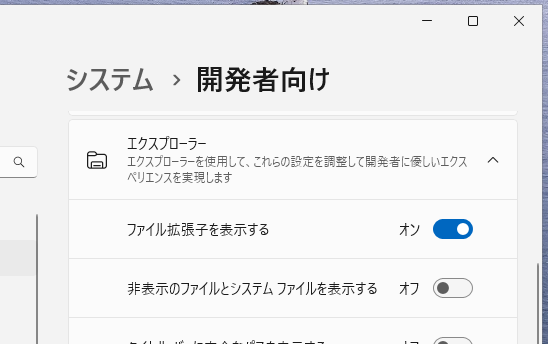 システム › 開発者向け
エクスプローラー
エクスプローラーを使用して、これらの設定を調整して開発者に優しいエクス
ペリエンスを実現します
ファイル拡張子を表示する オン
非表示のファイルとシステム ファイルを表示する オフ